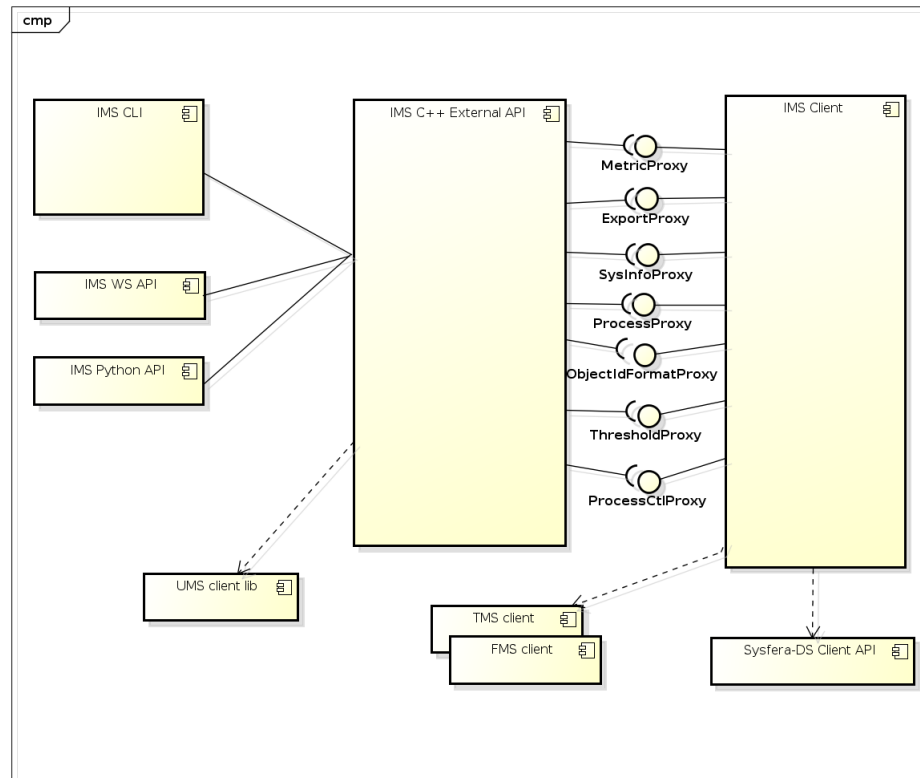 cmp
IMS CLI
IMS C++ External API
IMS Client
MetricProxy
ExportProxy
SysInfoProxy
IMS WS API
ProcessProxy
IMS Python API
ObjectIdFormatProxy
ThresholdProxy
ProcessCtlProxy
UMS client lib
TMS client
FMS client
Sysfera-DS Client API